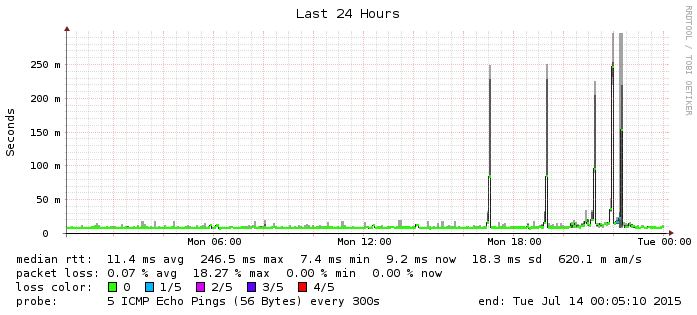 Last 24 Hours
RRDTOOL / TOBI OETIKER
Seconds
250 m
200 m
150 m
100 m
50 m
0
Mon 06:00 Mon 12:00 Mon 18:00 Tue 00:00
median rtt: 11.4 ms avg 246.5 ms max 7.4 ms min 9.2 ms now 18.3 ms sd 620.1 m am/s
packet loss: 0.07 % avg 18.27 % max 0.00 % min 0.00 % now
loss color: 0 1/5 2/5 3/5 4/5
probe: 5 ICMP Echo Pings (56 Bytes) every 300s end: Tue Jul 14 00:05:10 2015